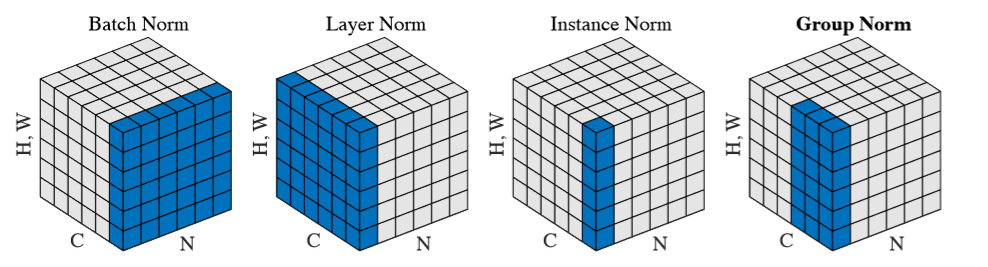 Batch Norm
Layer Norm
Instance Norm
Group Norm
H, W
C
N
H, W
C
N
H, W
C
N
H, W
C
N